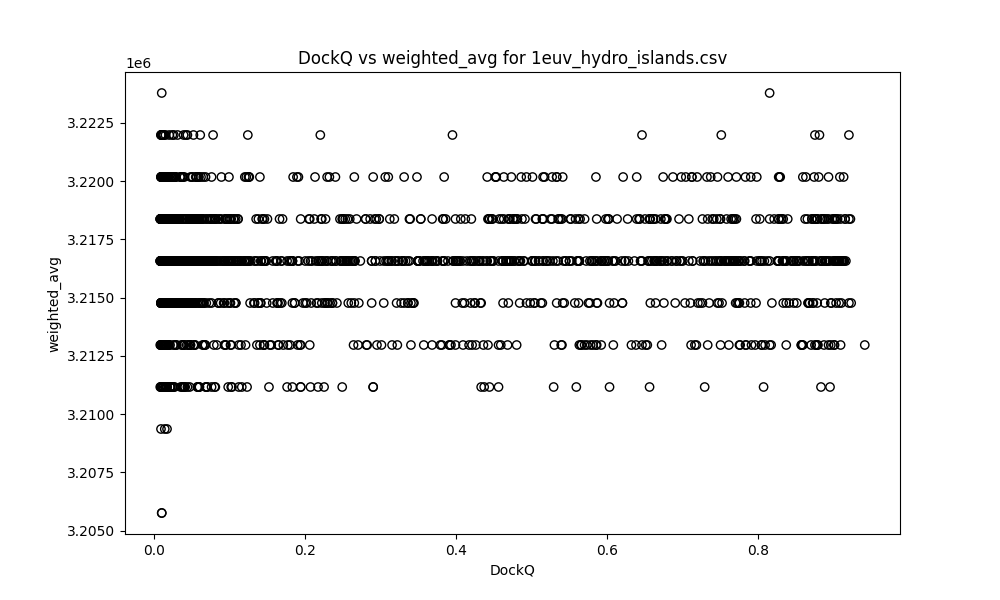 DockQ vs weighted_avg for 1euv_hydro_islands.csv
1e6
3.2225
3.2200
3.2175
3.2150
3.2125
3.2100
3.2075
3.2050
weighted_avg
0.0 0.2 0.4 0.6 0.8
DockQ